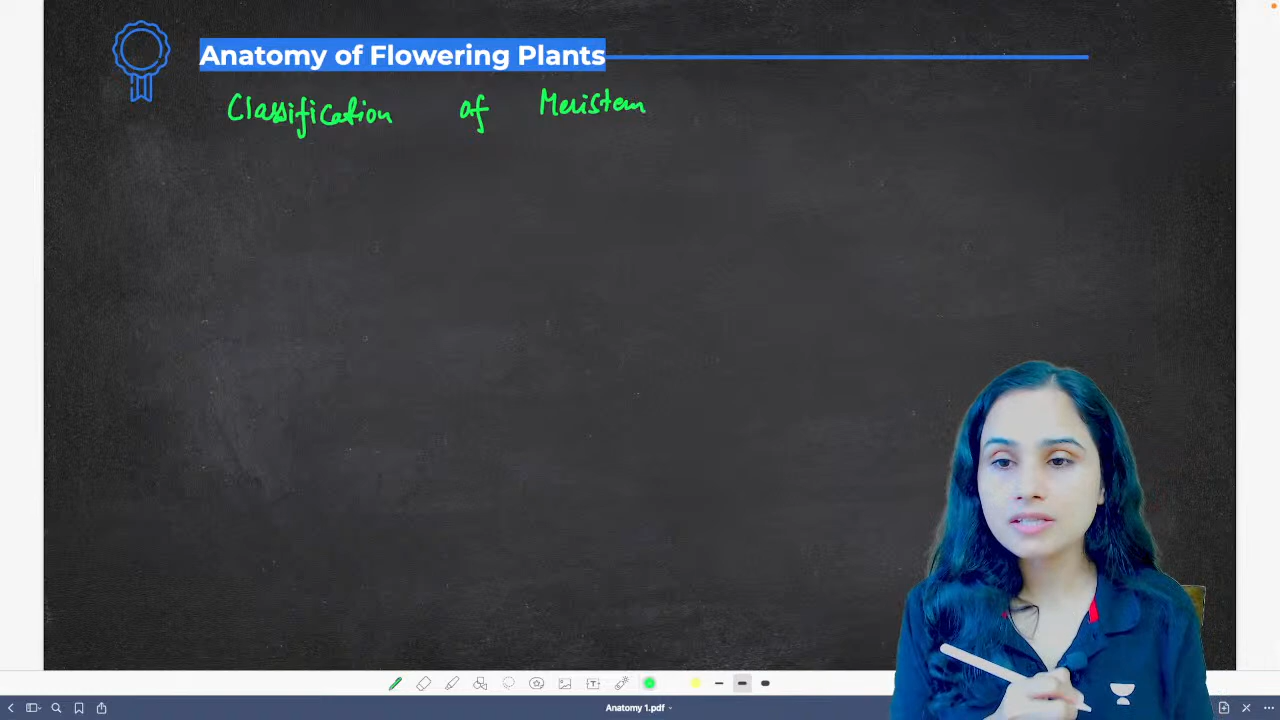 Anatomy of Flowering Plants
Classification of Meristem
Anatomy 1.pdf